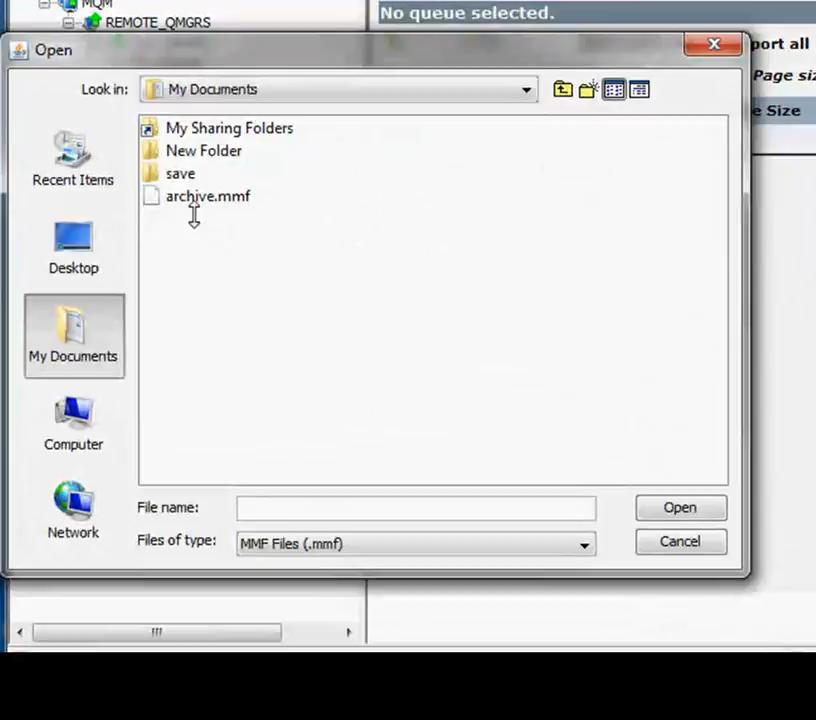 MQM
No queue selected.
REMOTE_QMGRS
Open
port all
Look in:
My Documents
Page siz
e Size
My Sharing Folders
New Folder
save
archive.mmf
Recent Items
Desktop
My Documents
Computer
Network
File name:
Open
Files of type:
MMF Files (.mmf)
Cancel